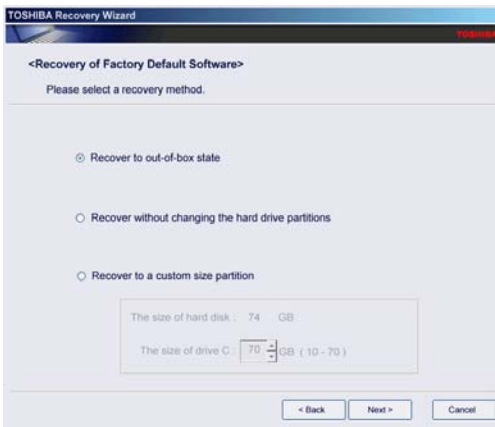 TOSHIBA Recovery Wizard
TOSHIBA
<Recovery of Factory Default Software>
Please select a recovery method.
Recover to out-of-box state
Recover without changing the hard drive partitions
Recover to a custom size partition
The size of hard disk : 74 GB
The size of drive C : 70 GB ( 10 - 70 )
< Back Next > Cancel